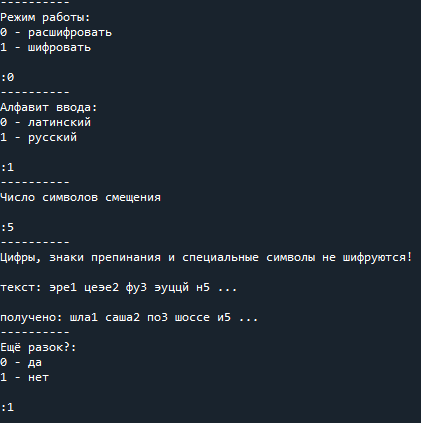 ----------
Режим работы:
0 - расшифровать
1 - шифровать
:0
----------
Алфавит ввода:
0 - латинский
1 - русский
:1
----------
Число символов смещения
:5
----------
Цифры, знаки препинания и специальные символы не шифруются!
текст: эре1 цеэе2 фу3 эуццй н5 ...
получено: шла1 саша2 по3 шоссе и5 ...
----------
Ещё разок?:
0 - да
1 - нет
:1